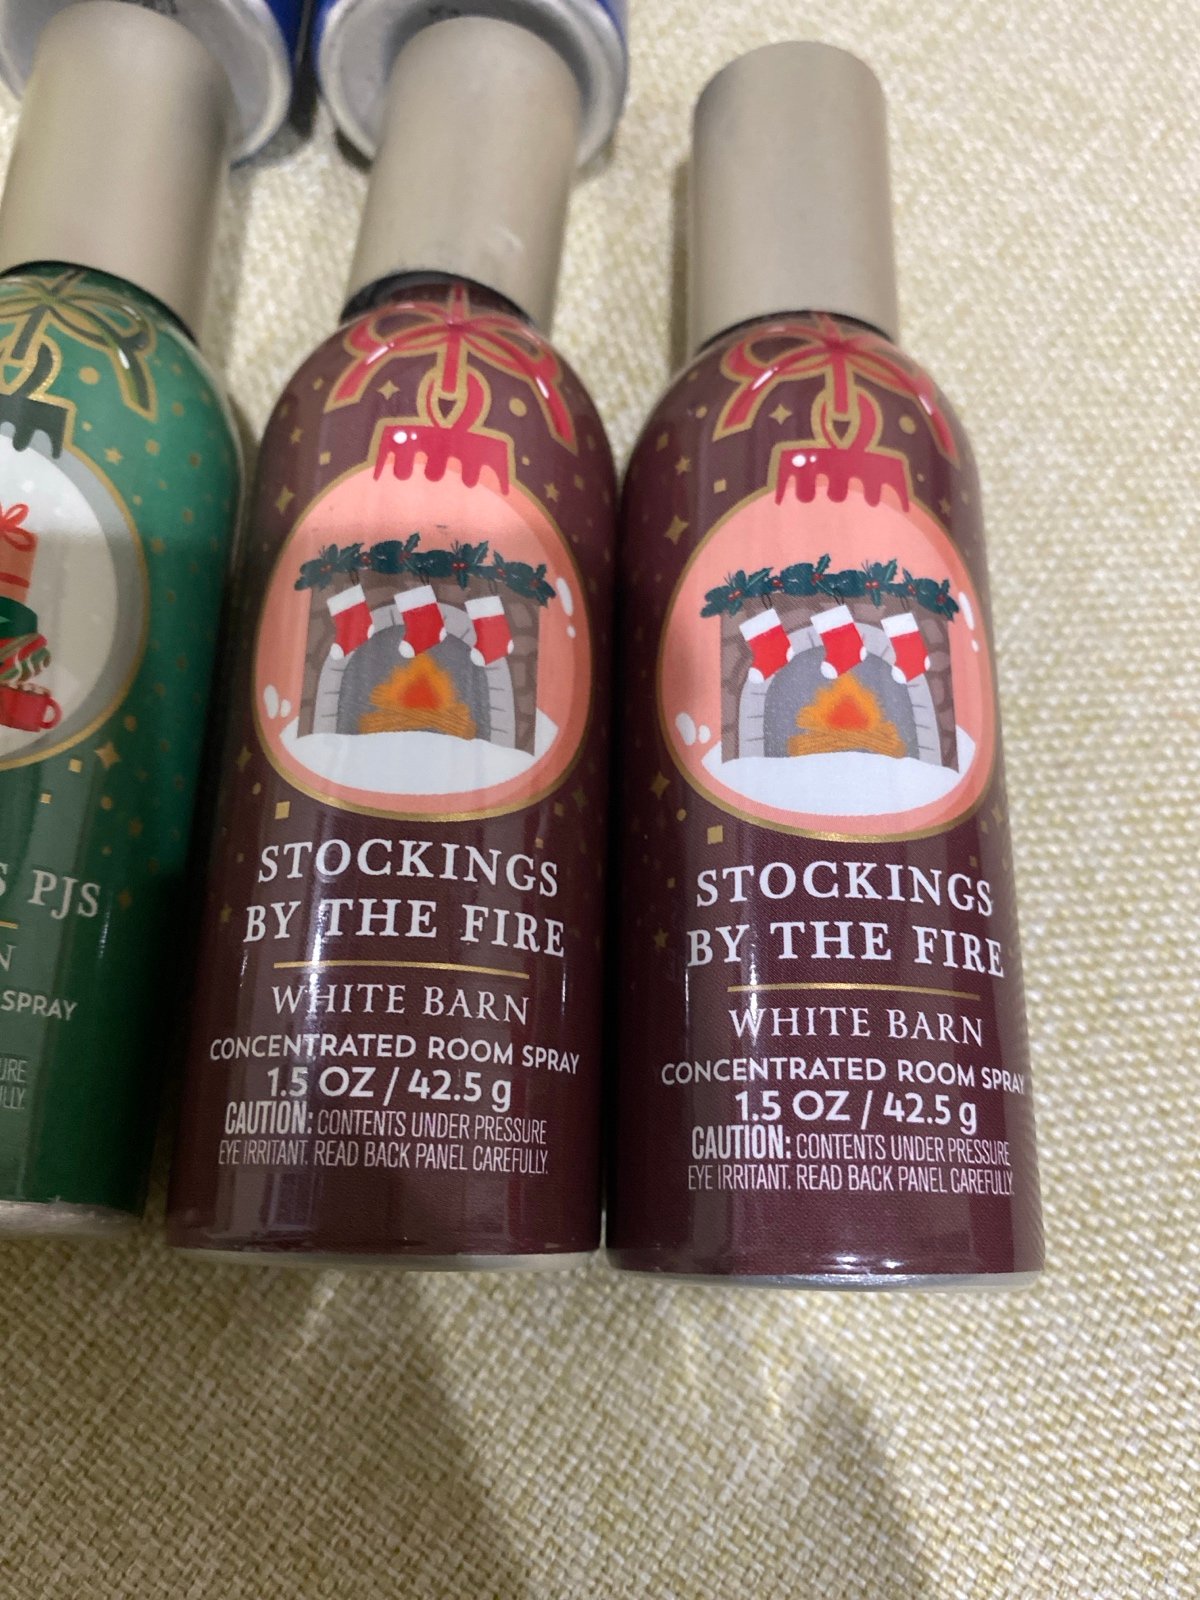 S PJS
N
SPRAY
STOCKINGS
BY THE FIRE
WHITE BARN
CONCENTRATED ROOM SPRAY
1.5 OZ / 42.5 g
CAUTION: CONTENTS UNDER PRESSURE
EYE IRRITANT. READ BACK PANEL CAREFULLY.
STOCKINGS
BY THE FIRE
WHITE BARN
CONCENTRATED ROOM SPRAY
1.5 OZ / 42.5 g
CAUTION: CONTENTS UNDER PRESSURE
EYE IRRITANT. READ BACK PANEL CAREFULLY.